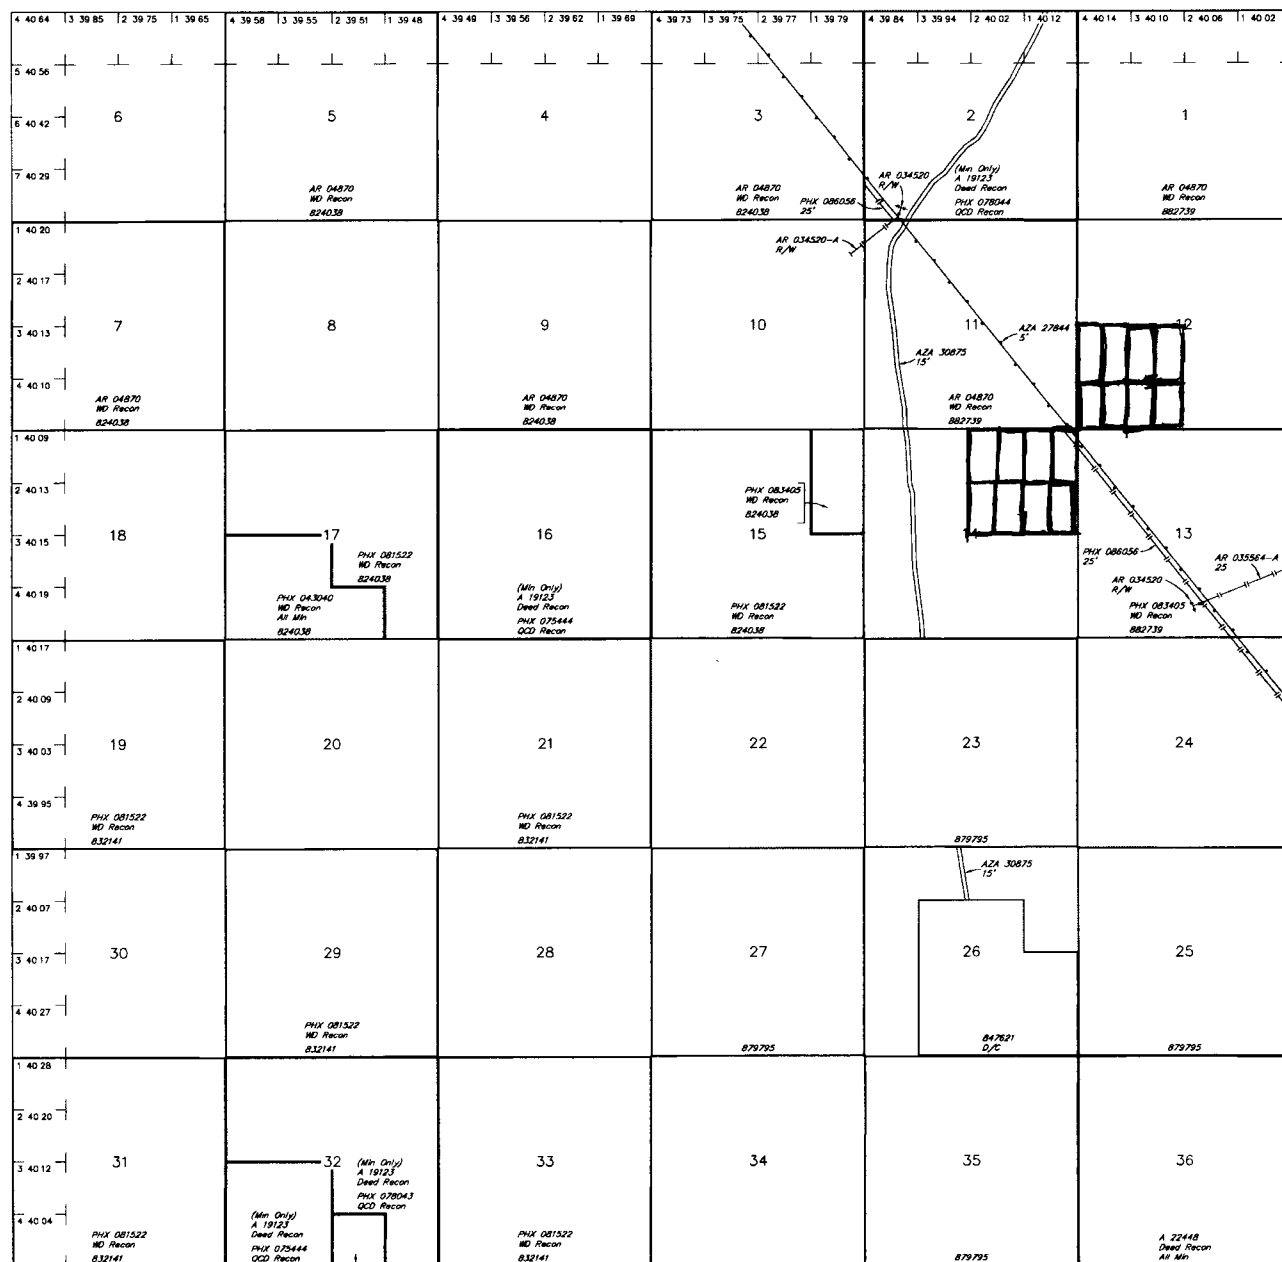 4 40 64 3 39 85 2 39 75 1 39 65 4 39 58 3 39 55 2 39 51 1 39 48 4 39 49 3 39 56 2 39 62 1 39 69 4 39 73 3 39 75 2 39 77 1 39 79 4 39 84 3 39 94 2 40 02 1 40 12 4 40 14 3 40 10 2 40 06 1 40 02
5 40 56
6 40 42
7 40 29
6
5
AR 04870
WD Recon
824038
4
3
AR 04870
WD Recon
824038
PHX 086056
25'
AR 034520
R/W
2
(Min Only)
A 19123
Deed Recon
PHX 078044
QCD Recon
1
AR 04870
WD Recon
882739
1 40 20
2 40 17
3 40 13
4 40 10
7
AR 04870
WD Recon
824038
8
9
AR 04870
WD Recon
824038
10
AR 034520-A
R/W
11
AZA 27844
5'
AZA 30875
15'
AR 04870
WD Recon
882739
12
1 40 09
2 40 13
3 40 15
4 40 19
18
17
PHX 081522
WD Recon
824038
PHX 043040
WD Recon
All Min
824038
16
(Min Only)
A 19123
Deed Recon
PHX 075444
QCD Recon
PHX 083405
WD Recon
824038
15
PHX 081522
WD Recon
824038
13
PHX 086056
25'
AR 035564-A
25
AR 034520
R/W
PHX 083405
WD Recon
882739
1 40 17
2 40 09
3 40 03
4 39 95
19
PHX 081522
WD Recon
832141
20
21
PHX 081522
WD Recon
832141
22
23
879795
24
1 39 97
2 40 07
3 40 17
4 40 27
30
29
PHX 081522
WD Recon
832141
28
27
879795
AZA 30875
15'
26
847621
D/C
25
879795
1 40 28
2 40 20
3 40 12
4 40 04
31
PHX 081522
WD Recon
832141
32
(Min Only)
A 19123
Deed Recon
PHX 078043
QCD Recon
(Min Only)
A 19123
Deed Recon
PHX 075444
QCD Recon
33
PHX 081522
WD Recon
832141
34
35
879795
36
A 22448
Deed Recon
All Min